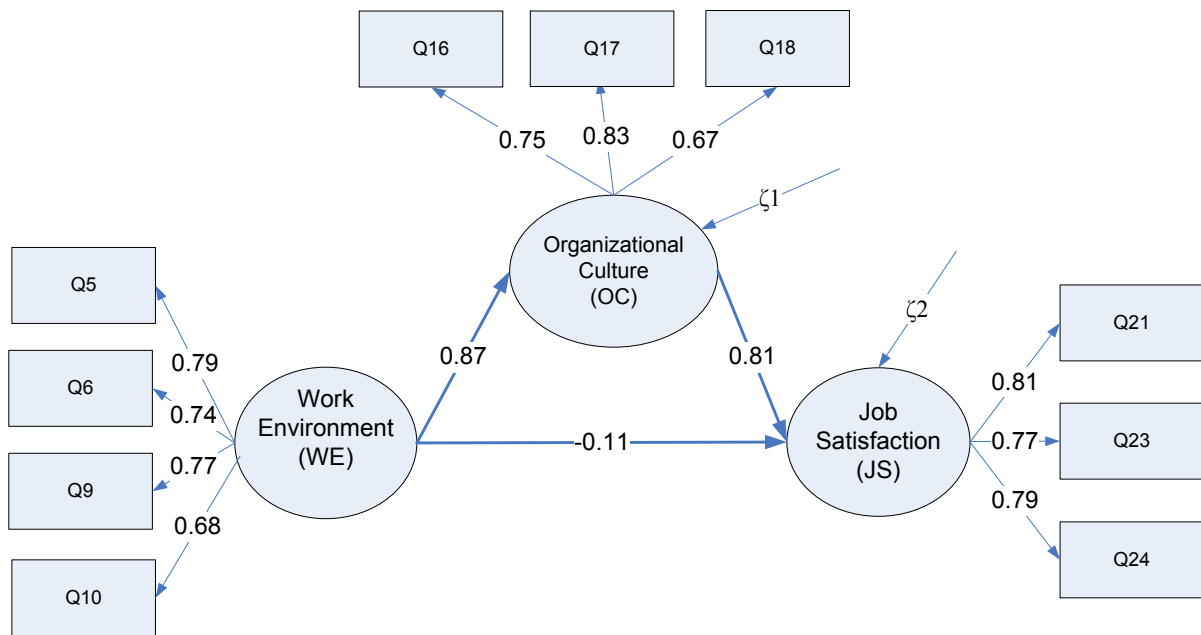 Q16
Q17
Q18
0.75
0.83
0.67
ζ1
Organizational
Culture
(OC)
ζ2
Q5
Q6
Q9
Q10
0.79
0.74
0.77
0.68
Work
Environment
(WE)
0.87
0.81
-0.11
Job
Satisfaction
(JS)
0.81
0.77
0.79
Q21
Q23
Q24